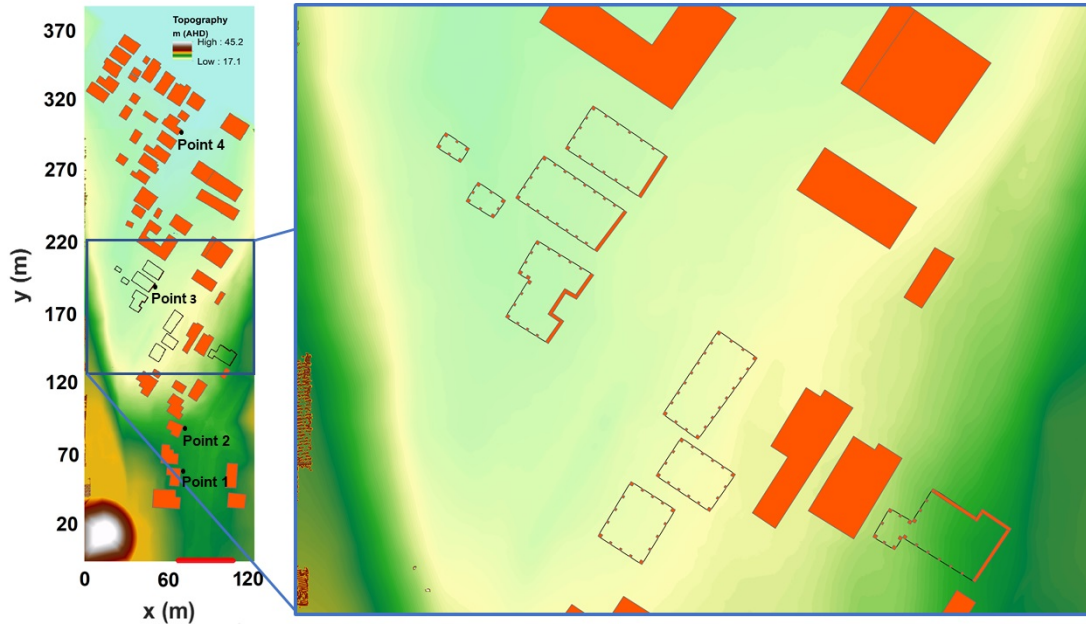 Topography
m (AHD)
High : 45.2
Low : 17.1
y (m)
370
320
270
220
170
120
70
20
Point 4
Point 3
Point 2
Point 1
0
60
120
x (m)